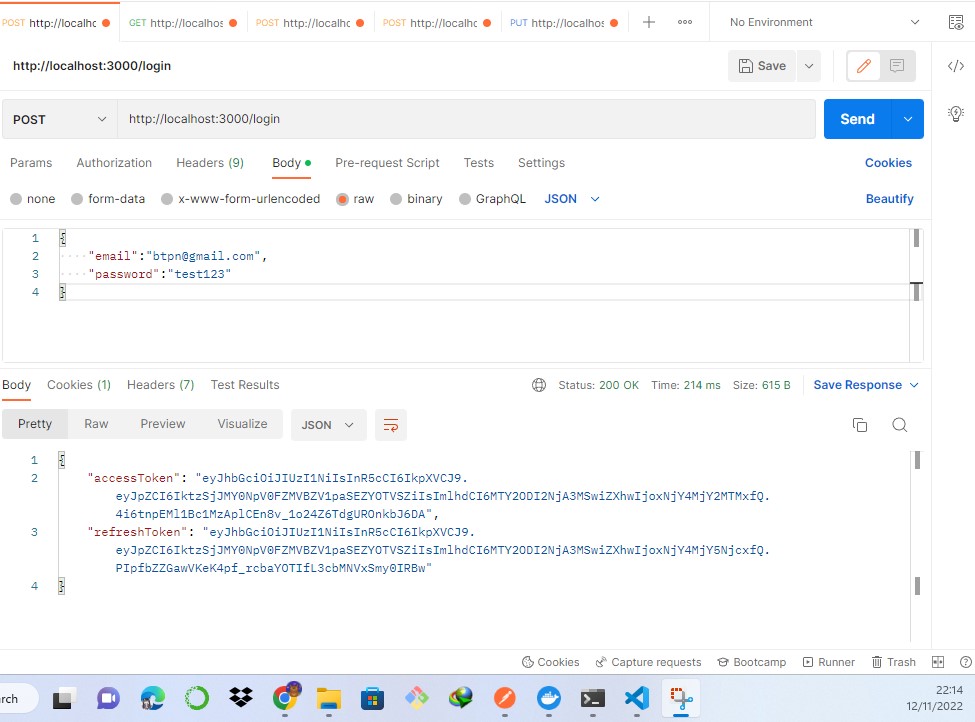 POST http://localhc GET http://localhos POST http://localhc POST http://localhc PUT http://localhos No Environment
http://localhost:3000/login
Save
POST http://localhost:3000/login Send
Params Authorization Headers (9) Body Pre-request Script Tests Settings Cookies
none form-data x-www-form-urlencoded raw binary GraphQL JSON Beautify
1 {
2 ····"email":"btpn@gmail.com",
3 ····"password":"test123"
4 }
Body Cookies (1) Headers (7) Test Results Status: 200 OK Time: 214 ms Size: 615 B Save Response
Pretty Raw Preview Visualize JSON
1 {
2 "accessToken": "eyJhbGciOiJIUzI1NiIsInR5cCI6IkpXVCJ9.
eyJpZCI6IktzSjJMY0NpV0FZMVBZV1paSEZYOTVSZiIsImlhdCI6MTY2ODI2NjA3MSwiZXhwIjoxNjY4MjY2MTMxfQ.
4i6tnpEMl1Bc1MzAplCEn8v_1o24Z6TdgUROnkbJ6DA",
3 "refreshToken": "eyJhbGciOiJIUzI1NiIsInR5cCI6IkpXVCJ9.
eyJpZCI6IktzSjJMY0NpV0FZMVBZV1paSEZYOTVSZiIsImlhdCI6MTY2ODI2NjA3MSwiZXhwIjoxNjY4MjY5NjcxfQ.
PIpfbZZGawVKeK4pf_rcbaYOTIfL3cbMNVxSmy0IRBw"
4 }
Cookies Capture requests Bootcamp Runner Trash
rch
22:14
12/11/2022